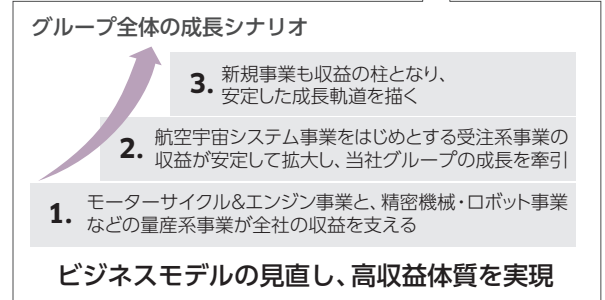 グループ全体の成長シナリオ
3. 新規事業も収益の柱となり、
安定した成長軌道を描く
2. 航空宇宙システム事業をはじめとする受注系事業の
収益が安定して拡大し、当社グループの成長を牽引
1. モーターサイクル&エンジン事業と、精密機械・ロボット事業
などの量産系事業が全社の収益を支える
ビジネスモデルの見直し、高収益体質を実現